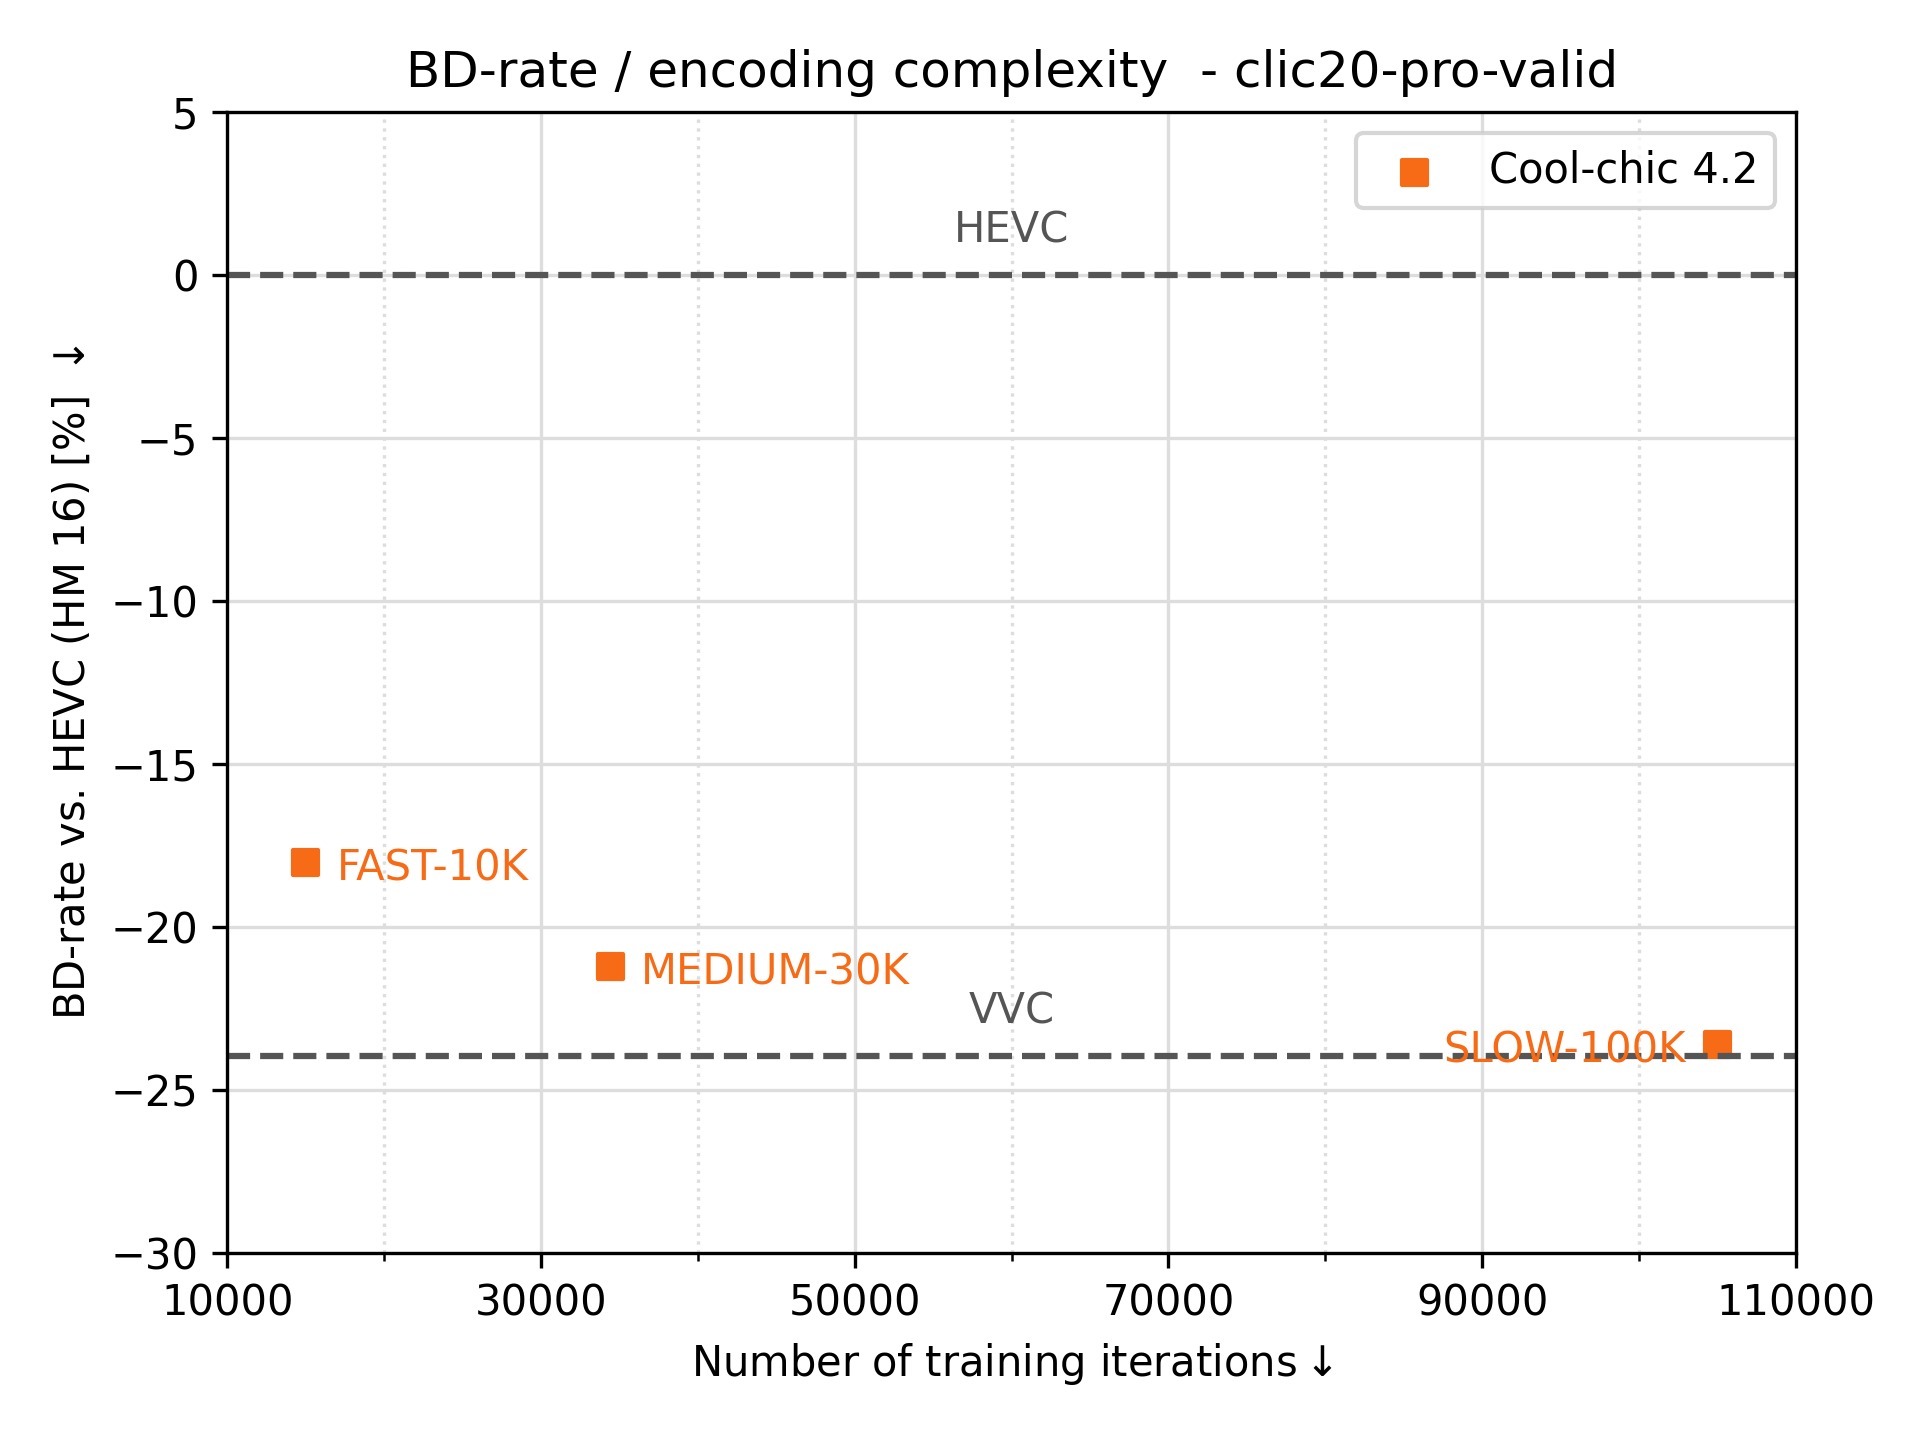 BD-rate / encoding complexity  - clic20-pro-valid
Cool-chic 4.2
HEVC
VVC
FAST-10K
MEDIUM-30K
SLOW-100K
BD-rate vs. HEVC (HM 16) [%] ↓
5
0
−5
−10
−15
−20
−25
−30
10000 30000 50000 70000 90000 110000
Number of training iterations ↓